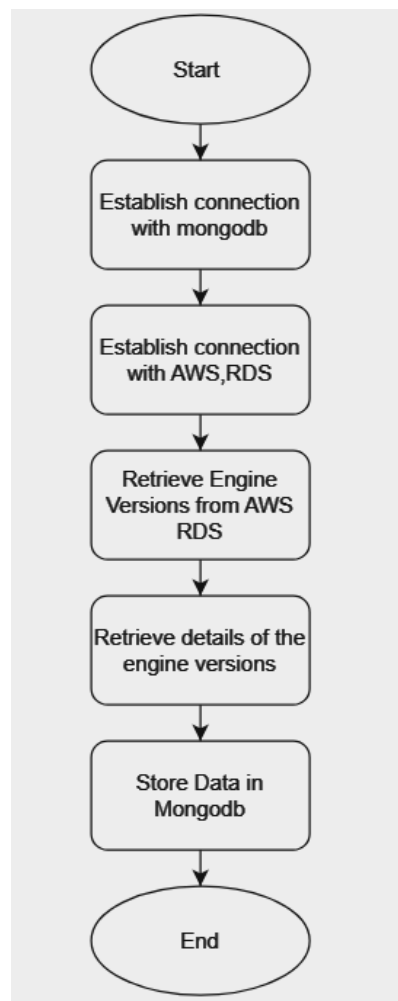 Start
Establish connection
with mongodb
Establish connection
with AWS,RDS
Retrieve Engine
Versions from AWS
RDS
Retrieve details of the
engine versions
Store Data in
Mongodb
End